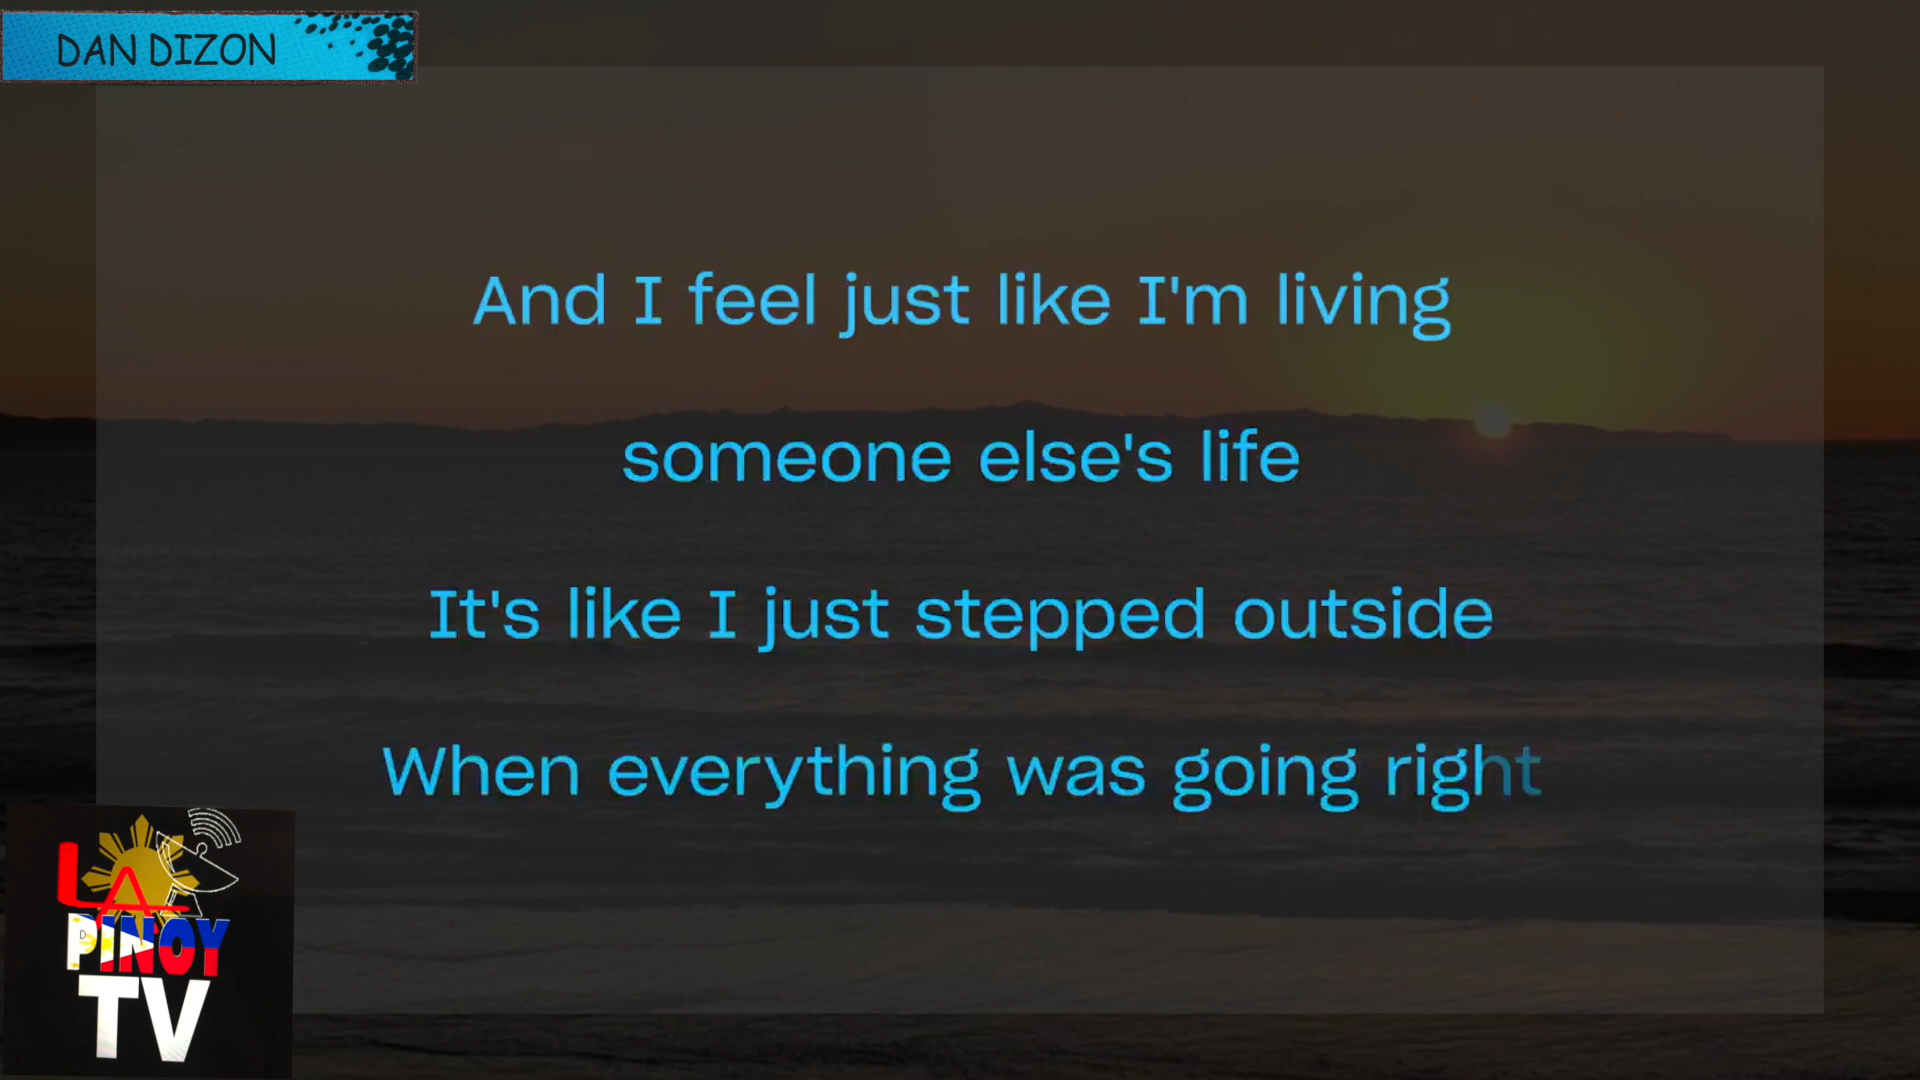 DAN DIZON
And I feel just like I'm living
someone else's life
It's like I just stepped outside
When everything was going right
LA
PINOY
TV